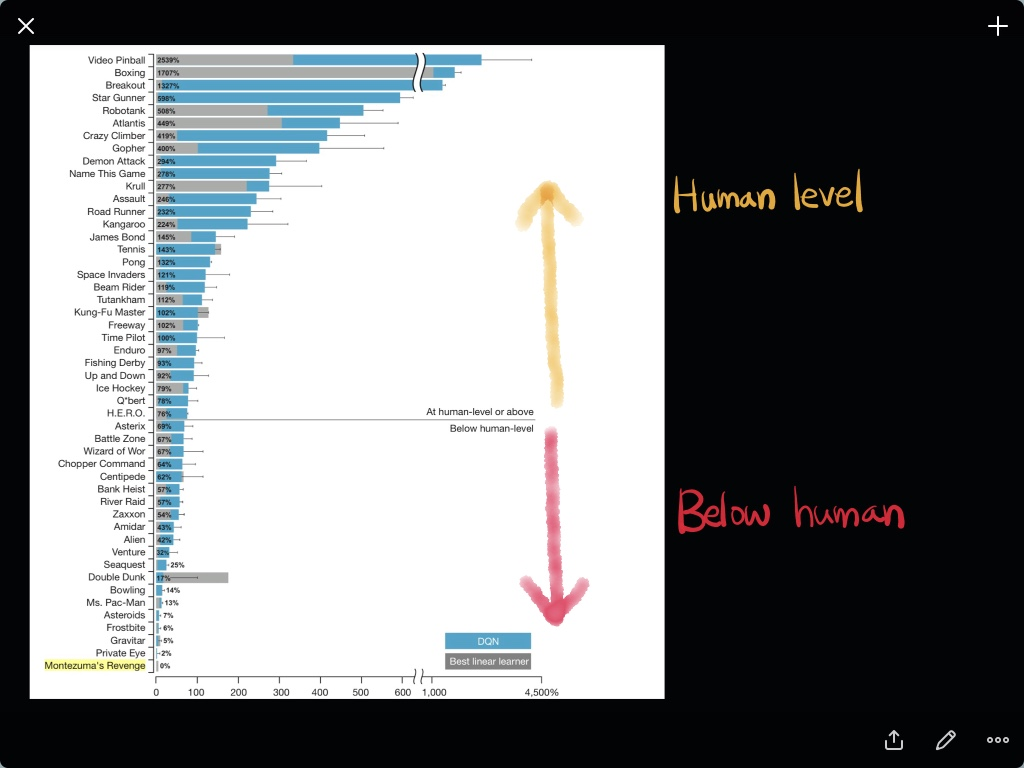 Video Pinball 2539%
Boxing 1707%
Breakout 1327%
Star Gunner 598%
Robotank 508%
Atlantis 449%
Crazy Climber 419%
Gopher 400%
Demon Attack 294%
Name This Game 278%
Krull 277%
Assault 246%
Human level
Road Runner 232%
Kangaroo 224%
James Bond 145%
Tennis 143%
Pong 132%
Space Invaders 121%
Beam Rider 119%
Tutankham 112%
Kung-Fu Master 102%
Freeway 102%
Time Pilot 100%
Enduro 97%
Fishing Derby 93%
Up and Down 92%
Ice Hockey 79%
Q*bert 78%
H.E.R.O. 76%
At human-level or above
Asterix 69%
Below human-level
Battle Zone 67%
Wizard of Wor 67%
Chopper Command 64%
Centipede 62%
Bank Heist 57%
River Raid 57%
Zaxxon 54%
Below human
Amidar 43%
Alien 42%
Venture 32%
Seaquest 25%
Double Dunk 17%
Bowling 14%
Ms. Pac-Man 13%
Asteroids 7%
Frostbite 6%
Gravitar 5%
Private Eye 2%
Montezuma's Revenge 0%
DQN
Best linear learner
0 100 200 300 400 500 600 1,000 4,500%